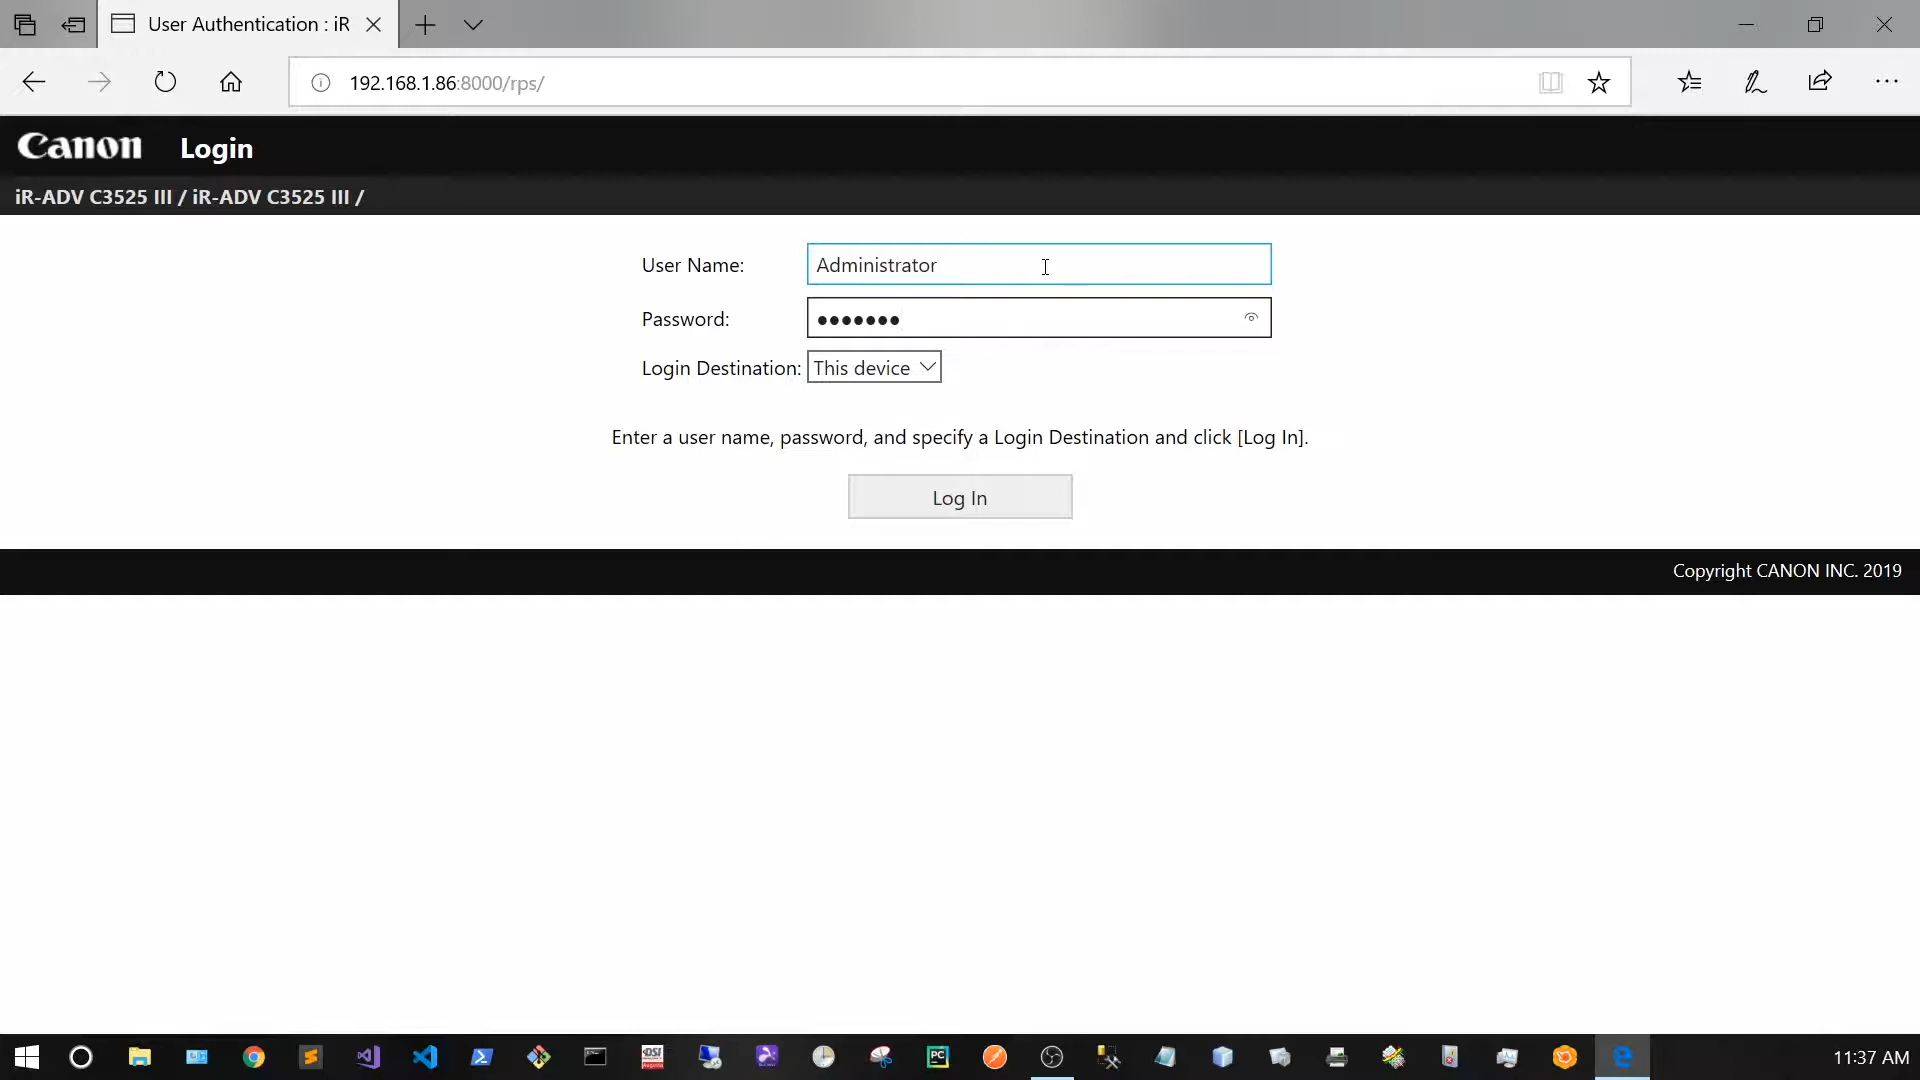 User Authentication : iR
192.168.1.86:8000/rps/
Canon Login
iR-ADV C3525 III / iR-ADV C3525 III /
User Name: Administrator
Password: ●●●●●●●
Login Destination: This device
Enter a user name, password, and specify a Login Destination and click [Log In].
Log In
Copyright CANON INC. 2019
PC
11:37 AM